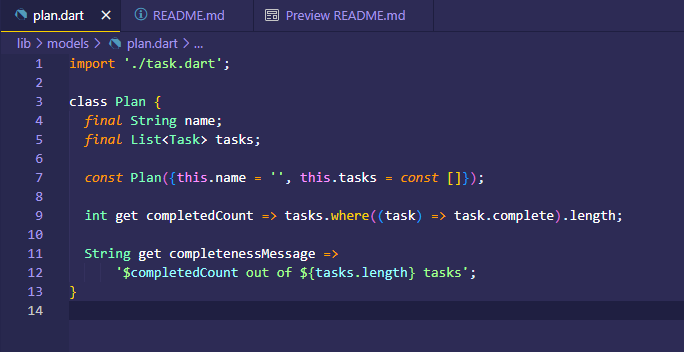 plan.dart X README.md Preview README.md
lib > models > plan.dart > ...
1 import './task.dart';
2
3 class Plan {
4 final String name;
5 final List<Task> tasks;
6
7 const Plan({this.name = '', this.tasks = const []});
8
9 int get completedCount => tasks.where((task) => task.complete).length;
10
11 String get completenessMessage =>
12 '$completedCount out of ${tasks.length} tasks';
13 }
14